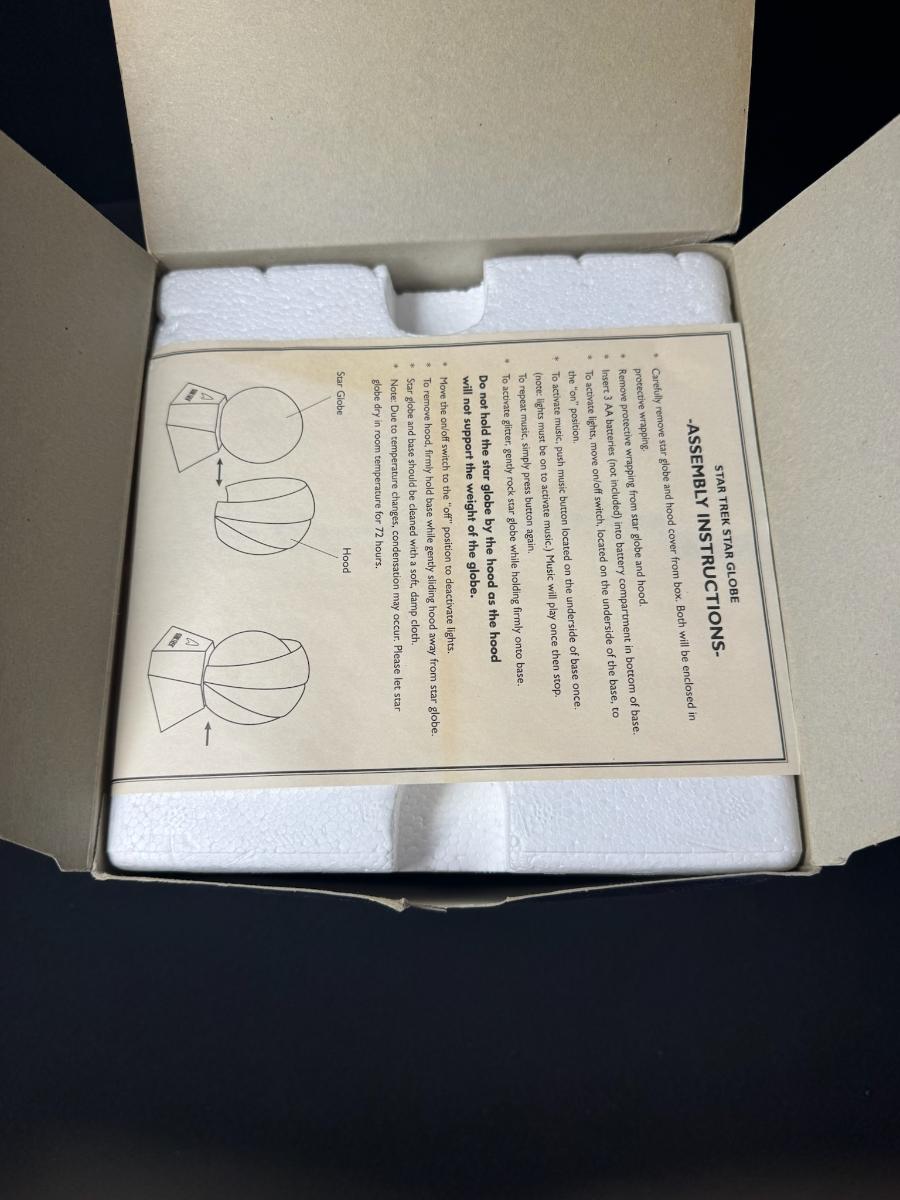 STAR TREK STAR GLOBE
-ASSEMBLY INSTRUCTIONS-
* Carefully remove star globe and hood cover from box. Both will be enclosed in
protective wrapping.
* Remove protective wrapping from star globe and hood.
* Insert 3 AA batteries (not included) into battery compartment in bottom of base.
* To activate lights, move on/off switch, located on the underside of the base, to
the "on" position.
* To activate music, push music button located on the underside of base once.
(note: lights must be on to activate music.) Music will play once then stop.
To repeat music, simply press button again.
* To activate glitter, gently rock star globe while holding firmly onto base.
Do not hold the star globe by the hood as the hood
will not support the weight of the globe.
* Move the on/off switch to the "off" position to deactivate lights.
* To remove hood, firmly hold base while gently sliding hood away from star globe.
* Star globe and base should be cleaned with a soft, damp cloth.
* Note: Due to temperature changes, condensation may occur. Please let star
globe dry in room temperature for 72 hours.
Star Globe
Hood